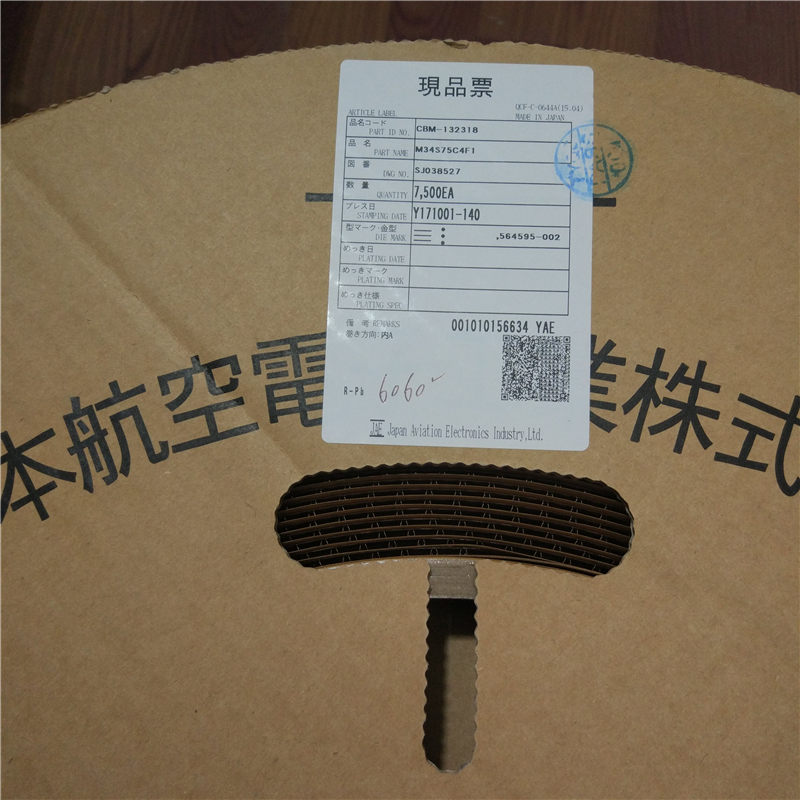 現品票
QCF-C-0644A(15.04)
ARTICLE LABEL
MADE IN JAPAN
品名コード
PART ID NO. CBM-132318
品 名
PART NAME M34S75C4F1
図 番
DWG NO. SJ038527
数 量
QUANTITY 7,500EA
プレス日
STAMPING DATE Y171001-140
型マーク・金型
DIE MARK ,564595-002
めっき日
PLATING DATE
めっきマーク
PLATING MARK
めっき仕様
PLATING SPEC
備 考 REMARKS 001010156634 YAE
巻き方向:内A
R-Pb 6060
JAE Japan Aviation Electronics Industry,Ltd.
本航空電 業株式